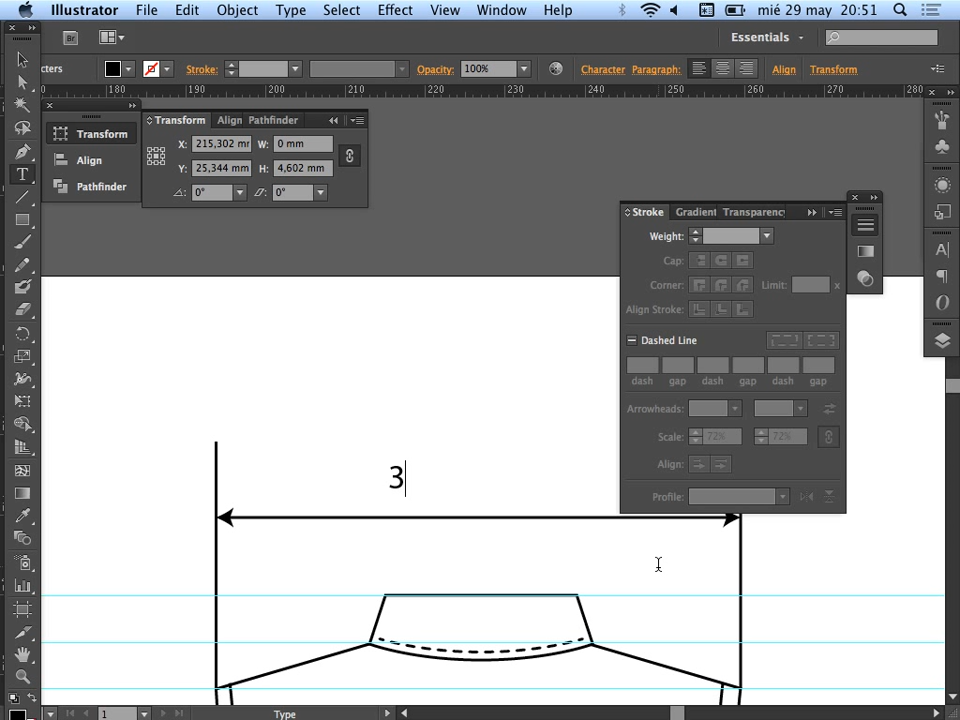 Illustrator File Edit Object Type Select Effect View Window Help mié 29 may 20:51
Br Essentials
cters Stroke: Opacity: 100% Character Paragraph: Align Transform
180 190 200 210 220 230 240 250 260 270 280
Transform
Align
Pathfinder
Transform Align Pathfinder
X: 215,302 mr W: 0 mm
Y: 25,344 mm H: 4,602 mm
0° 0°
Stroke Gradient Transparenc
Weight:
Cap:
Corner: Limit: x
Align Stroke:
Dashed Line
dash gap dash gap dash gap
Arrowheads:
Scale: 72% 72%
Align:
Profile:
3
1 Type